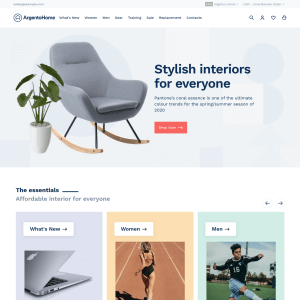 ArgentoHome
What's New Women Men Gear Training Sale Replacement Contacts
Stylish interiors
for everyone
Pantone's coral essence is one of the ultimate
colour trends for the spring/summer season of
2020
Shop Now →
The essentials
Affordable interior for everyone
← →
What's New →
Women →
Men →